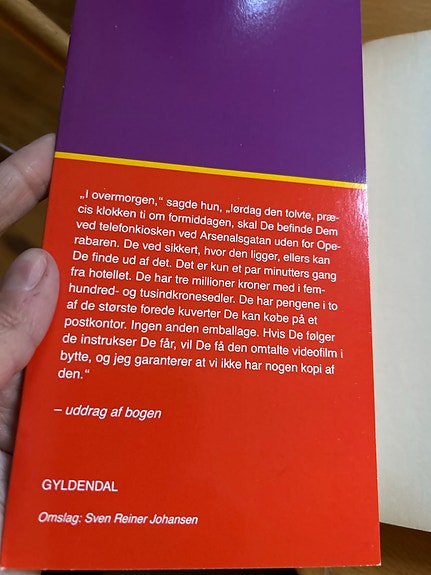 „I overmorgen,“ sagde hun, „lørdag den tolvte, præ-
cis klokken ti om formiddagen, skal De befinde Dem
ved telefonkiosken ved Arsenalsgatan uden for Ope-
rabaren. De ved sikkert, hvor den ligger, ellers kan
De finde ud af det. Det er kun et par minutters gang
fra hotellet. De har tre millioner kroner med i fem-
hundred- og tusindkronesedler. De har pengene i to
af de største forede kuverter De kan købe på et
postkontor. Ingen anden emballage. Hvis De følger
de instrukser De får, vil De få den omtalte videofilm i
bytte, og jeg garanterer at vi ikke har nogen kopi af
den.“
– uddrag af bogen
GYLDENDAL
Omslag: Sven Reiner Johansen